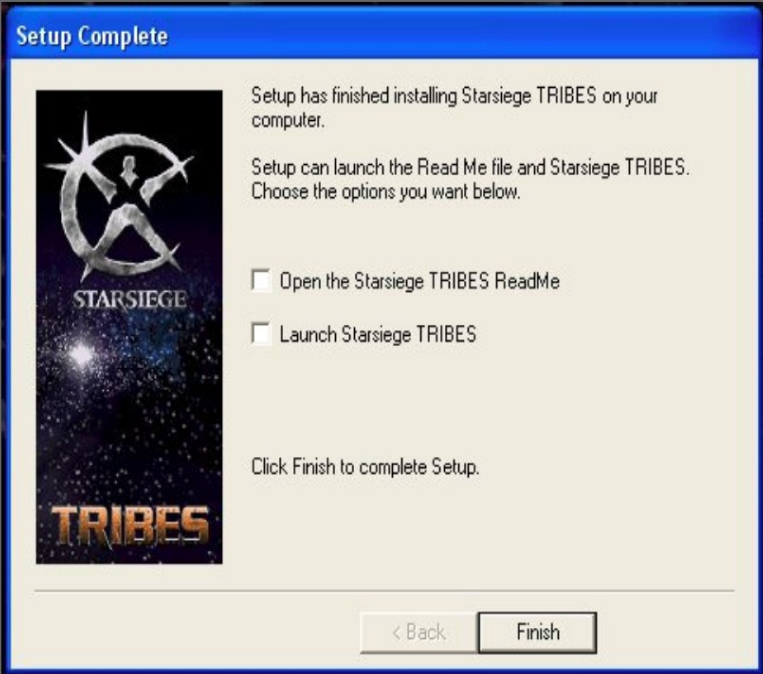 Setup Complete
Setup has finished installing Starsiege TRIBES on your
computer.
Setup can launch the Read Me file and Starsiege TRIBES.
Choose the options you want below.
STARSIEGE
Open the Starsiege TRIBES ReadMe
Launch Starsiege TRIBES
Click Finish to complete Setup.
TRIBES
< Back
Finish